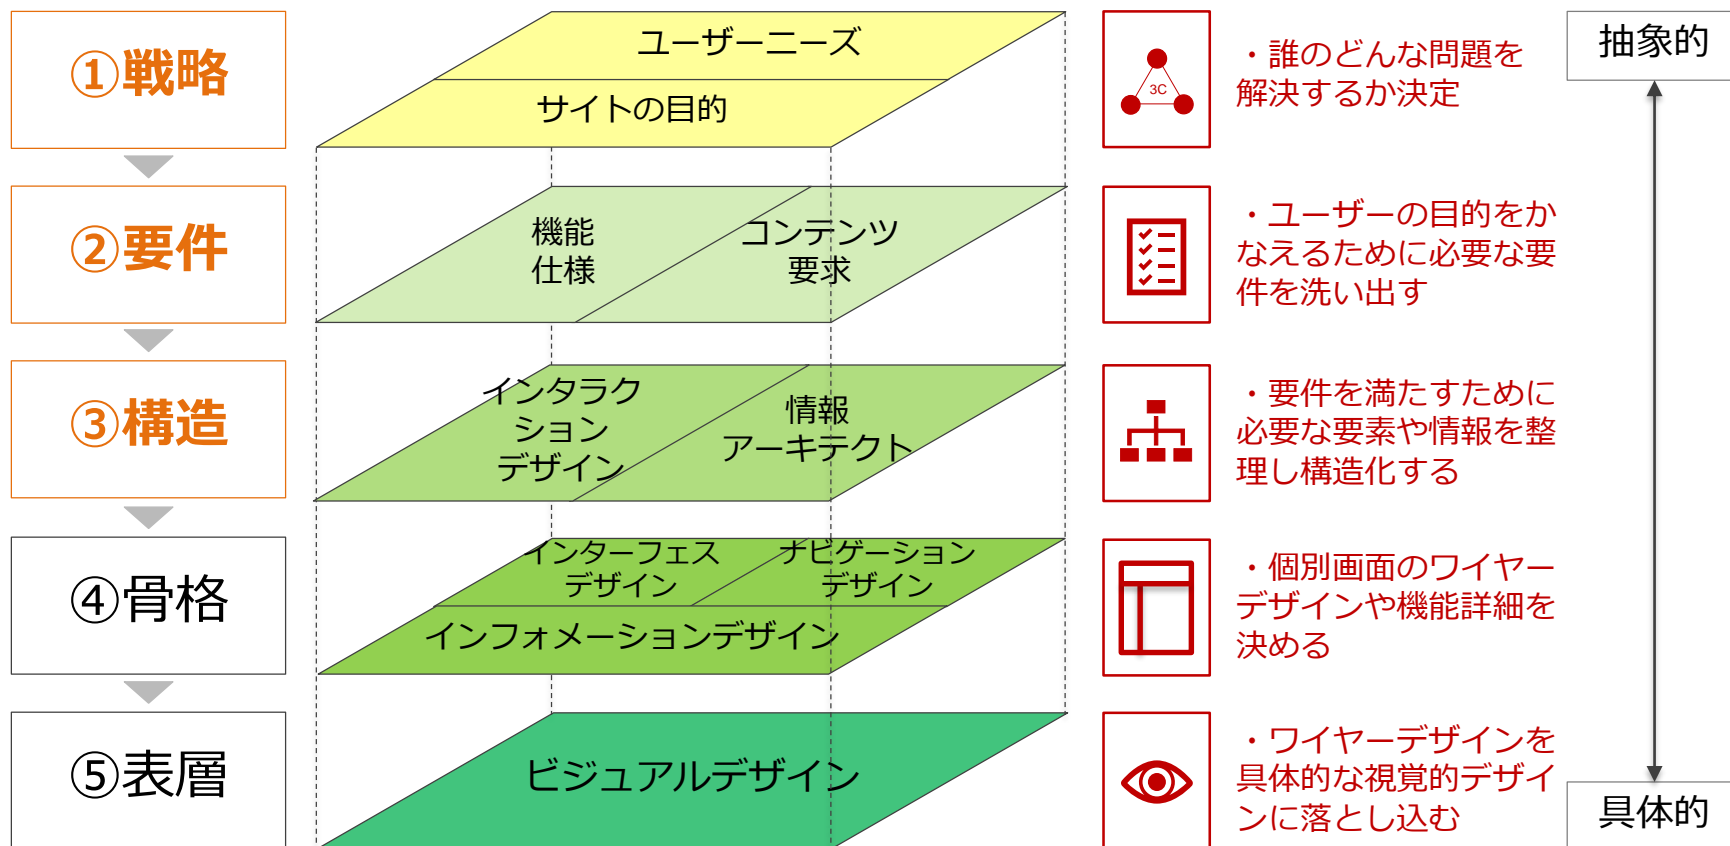 ①戦略
ユーザーニーズ
サイトの目的
3C
・誰のどんな問題を
解決するか決定
抽象的
②要件
機能
仕様
コンテンツ
要求
・ユーザーの目的をか
なえるために必要な要
件を洗い出す
③構造
インタラク
ション
デザイン
情報
アーキテクト
・要件を満たすために
必要な要素や情報を整
理し構造化する
④骨格
インターフェス
デザイン
ナビゲーション
デザイン
インフォメーションデザイン
・個別画面のワイヤー
デザインや機能詳細を
決める
⑤表層
ビジュアルデザイン
・ワイヤーデザインを
具体的な視覚的デザイ
ンに落とし込む
具体的